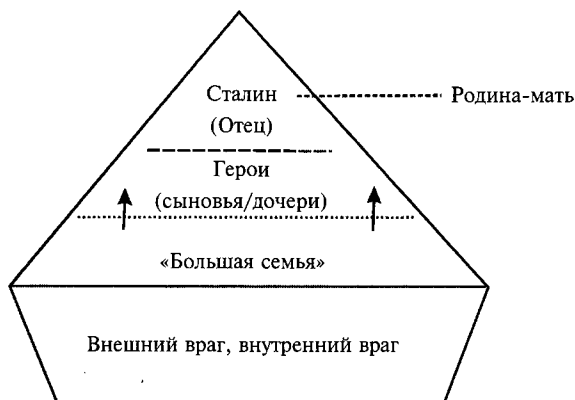 Сталин
Родина-мать
(Отец)
Герои
(сыновья/дочери)
«Большая семья»
Внешний враг, внутренний враг